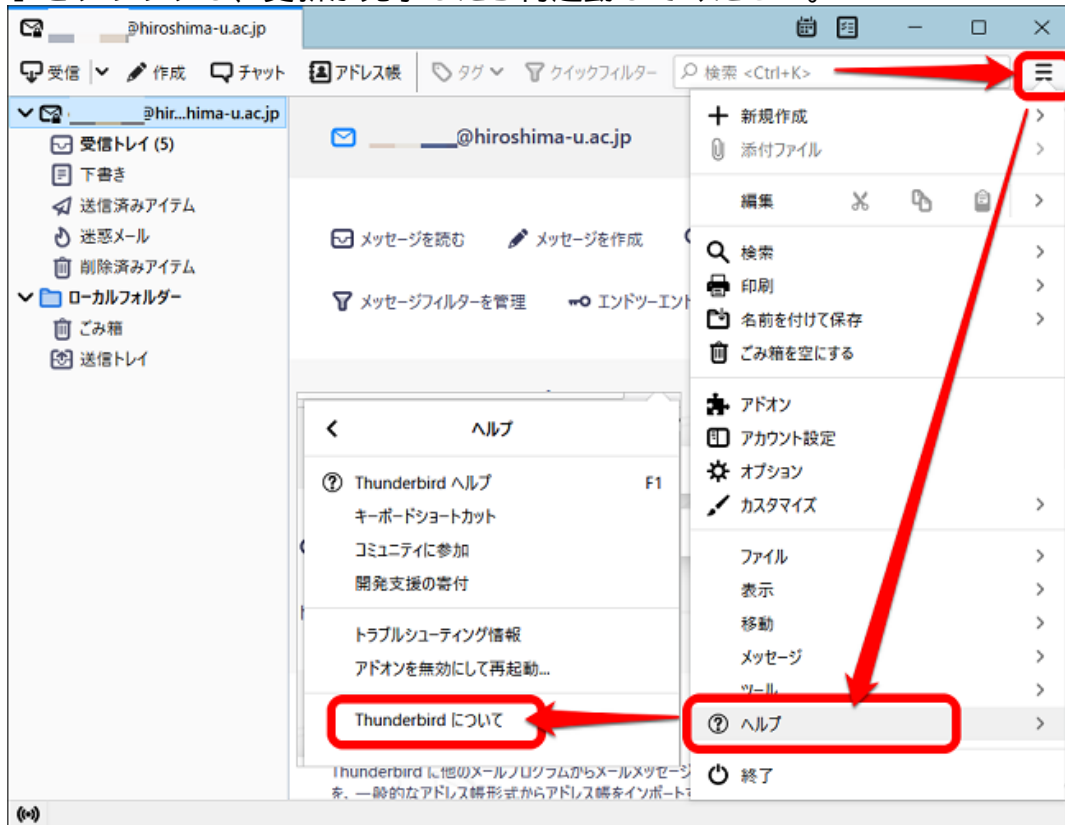 @hiroshima-u.ac.jp
受信 作成 チャット アドレス帳 タグ クイックフィルター 検索 <Ctrl+K>
@hir...hima-u.ac.jp
受信トレイ (5)
下書き
送信済みアイテム
迷惑メール
削除済みアイテム
ローカルフォルダー
ごみ箱
送信トレイ
@hiroshima-u.ac.jp
メッセージを読む メッセージを作成
メッセージフィルターを管理 エンドツーエント
ヘルプ
Thunderbird ヘルプ F1
キーボードショートカット
コミュニティに参加
開発支援の寄付
トラブルシューティング情報
アドオンを無効にして再起動...
Thunderbird について
Thunderbird に他のメールプログラムからメールメッセージ
を、一般的なアドレス帳形式からアドレス帳をインポート
新規作成
添付ファイル
編集
検索
印刷
名前を付けて保存
ごみ箱を空にする
アドオン
アカウント設定
オプション
カスタマイズ
ファイル
表示
移動
メッセージ
ツール
ヘルプ
終了